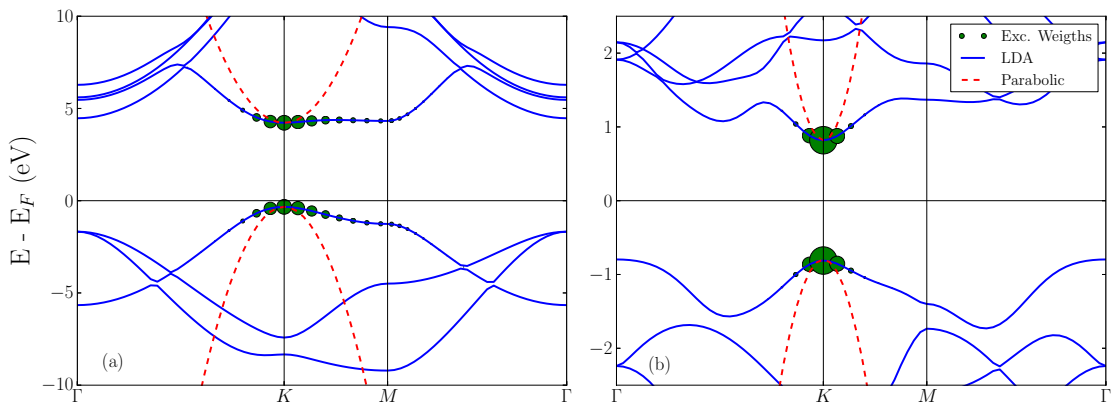 E - E_F (eV)
10
5
0
−5
−10
(a)
Γ
K
M
Γ
2
1
0
−1
−2
(b)
Γ
K
M
Γ
Exc. Weigths
LDA
Parabolic